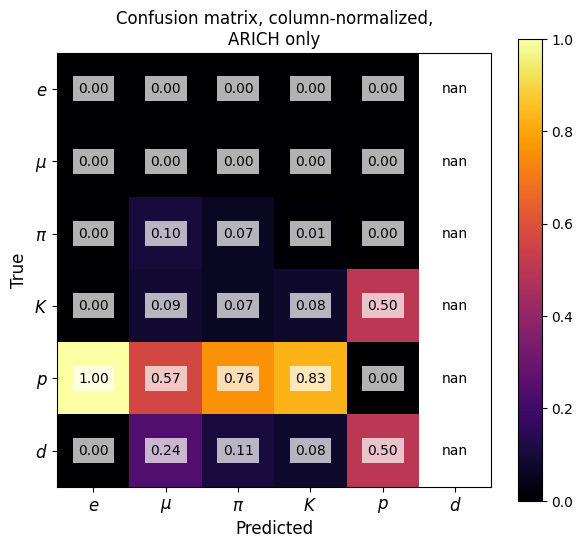 Confusion matrix, column-normalized,
ARICH only
1.0
e 0.00 0.00 0.00 0.00 0.00 nan
μ 0.00 0.00 0.00 0.00 0.00 nan
0.8
π 0.00 0.10 0.07 0.01 0.00 nan
0.6
True
K 0.00 0.09 0.07 0.08 0.50 nan
0.4
p 1.00 0.57 0.76 0.83 0.00 nan
0.2
d 0.00 0.24 0.11 0.08 0.50 nan
0.0
e μ π K p d
Predicted